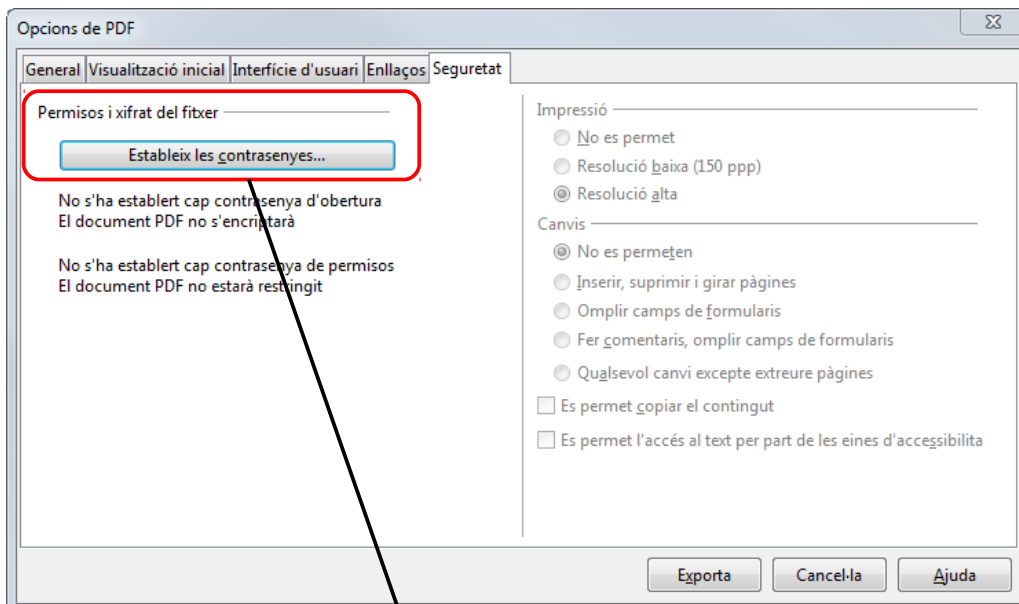 Opcions de PDF
General Visualització inicial Interfície d'usuari Enllaços Seguretat
Permisos i xifrat del fitxer
Estableix les contrasenyes...
No s'ha establert cap contrasenya d'obertura
El document PDF no s'encriptarà
No s'ha establert cap contrasenya de permisos
El document PDF no estarà restringit
Impressió
No es permet
Resolució baixa (150 ppp)
Resolució alta
Canvis
No es permeten
Inserir, suprimir i girar pàgines
Omplir camps de formularis
Fer comentaris, omplir camps de formularis
Qualsevol canvi excepte extreure pàgines
Es permet copiar el contingut
Es permet l'accés al text per part de les eines d'accessibilita
Exporta Cancel·la Ajuda